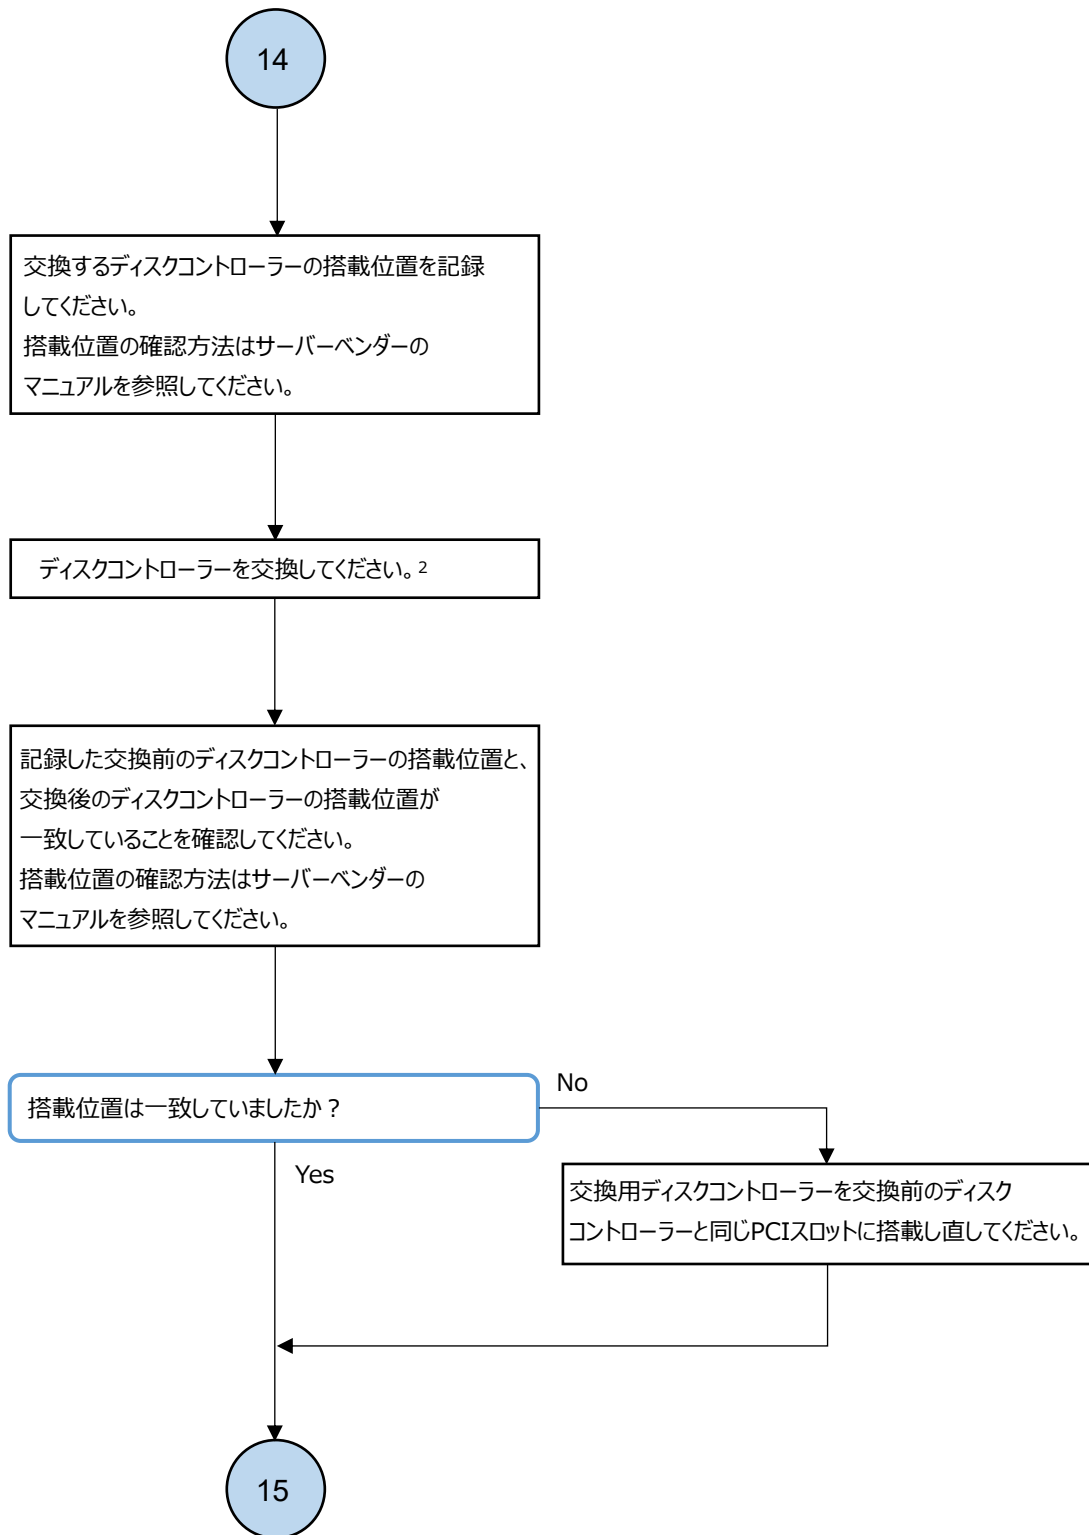 14
交換するディスクコントローラーの搭載位置を記録
してください。
搭載位置の確認方法はサーバーベンダーの
マニュアルを参照してください。
ディスクコントローラーを交換してください。2
記録した交換前のディスクコントローラーの搭載位置と、
交換後のディスクコントローラーの搭載位置が
一致していることを確認してください。
搭載位置の確認方法はサーバーベンダーの
マニュアルを参照してください。
搭載位置は一致していましたか？
No
Yes
交換用ディスクコントローラーを交換前のディスク
コントローラーと同じPCIスロットに搭載し直してください。
15